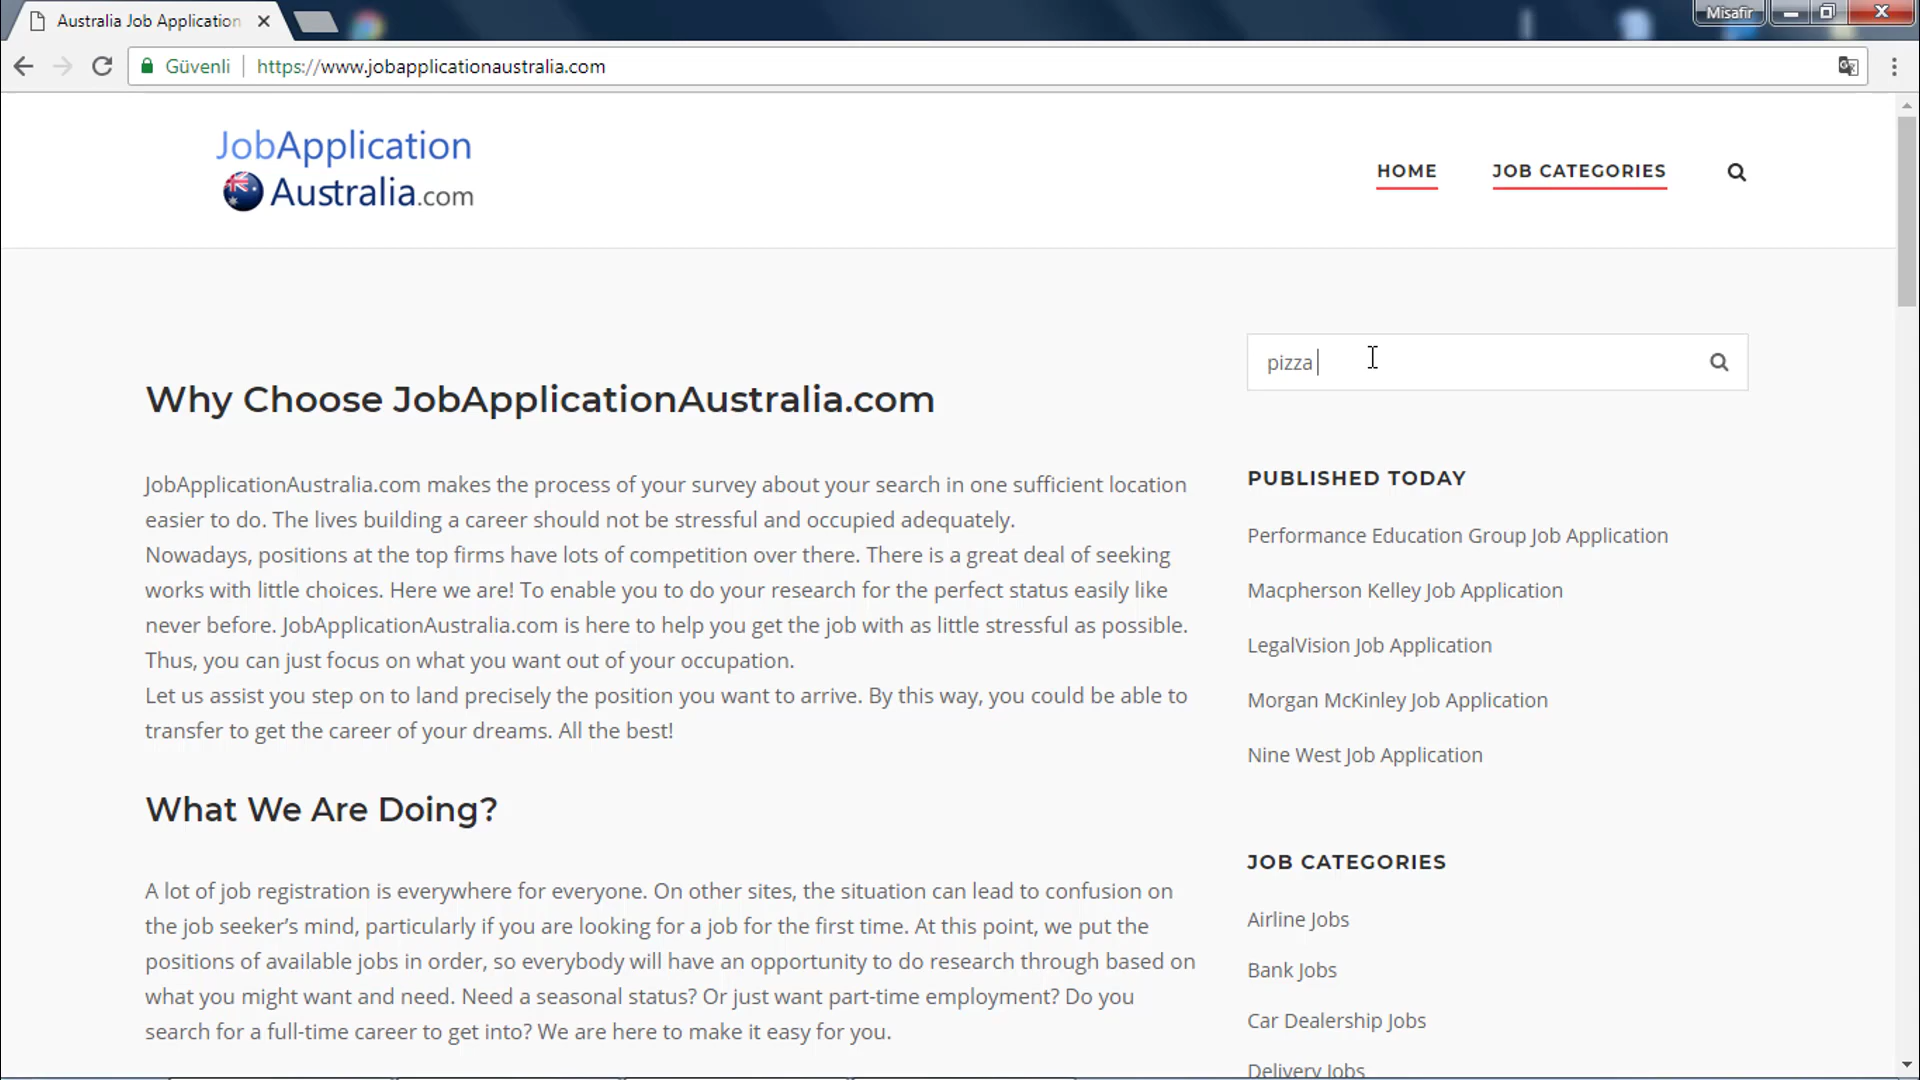 Australia Job Application
Misafir
Güvenli
https://www.jobapplicationaustralia.com
JobApplication
Australia.com
HOME
JOB CATEGORIES
pizza
Why Choose JobApplicationAustralia.com
JobApplicationAustralia.com makes the process of your survey about your search in one sufficient location
easier to do. The lives building a career should not be stressful and occupied adequately.
Nowadays, positions at the top firms have lots of competition over there. There is a great deal of seeking
works with little choices. Here we are! To enable you to do your research for the perfect status easily like
never before. JobApplicationAustralia.com is here to help you get the job with as little stressful as possible.
Thus, you can just focus on what you want out of your occupation.
Let us assist you step on to land precisely the position you want to arrive. By this way, you could be able to
transfer to get the career of your dreams. All the best!
What We Are Doing?
A lot of job registration is everywhere for everyone. On other sites, the situation can lead to confusion on
the job seeker’s mind, particularly if you are looking for a job for the first time. At this point, we put the
positions of available jobs in order, so everybody will have an opportunity to do research through based on
what you might want and need. Need a seasonal status? Or just want part-time employment? Do you
search for a full-time career to get into? We are here to make it easy for you.
PUBLISHED TODAY
Performance Education Group Job Application
Macpherson Kelley Job Application
LegalVision Job Application
Morgan McKinley Job Application
Nine West Job Application
JOB CATEGORIES
Airline Jobs
Bank Jobs
Car Dealership Jobs
Delivery Jobs